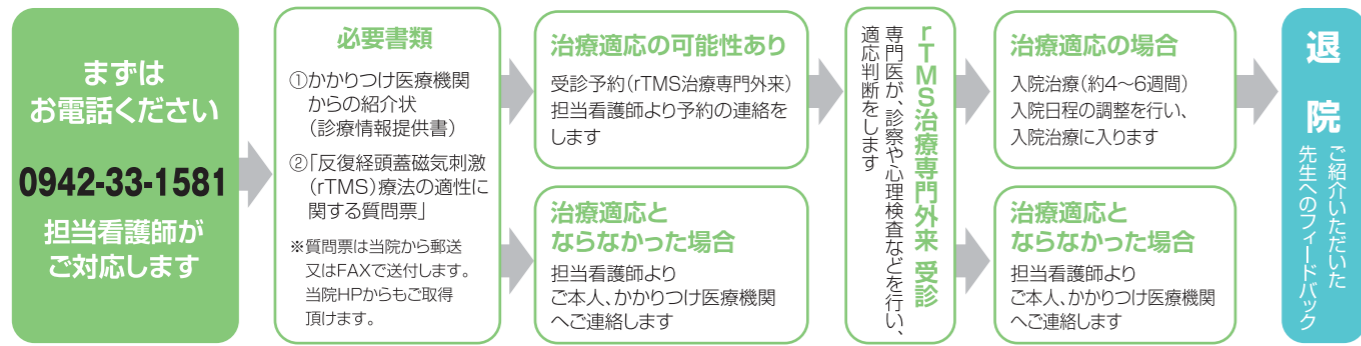 まずは
お電話ください
0942-33-1581
担当看護師が
ご対応します
必要書類
①かかりつけ医療機関
からの紹介状
（診療情報提供書）
②「反復経頭蓋磁気刺激
(rTMS)療法の適性に
関する質問票」
※質問票は当院から郵送
又はFAXで送付します。
当院HPからもご取得
頂けます。
治療適応の可能性あり
受診予約(rTMS治療専門外来)
担当看護師より予約の連絡を
します
治療適応と
ならなかった場合
担当看護師より
ご本人、かかりつけ医療機関
へご連絡します
rTMS治療専門外来 受診
専門医が、診察や心理検査などを行い、
適応判断をします
治療適応の場合
入院治療(約4〜6週間)
入院日程の調整を行い、
入院治療に入ります
治療適応と
ならなかった場合
担当看護師より
ご本人、かかりつけ医療機関
へご連絡します
退院
ご紹介いただいた
先生へのフィードバック